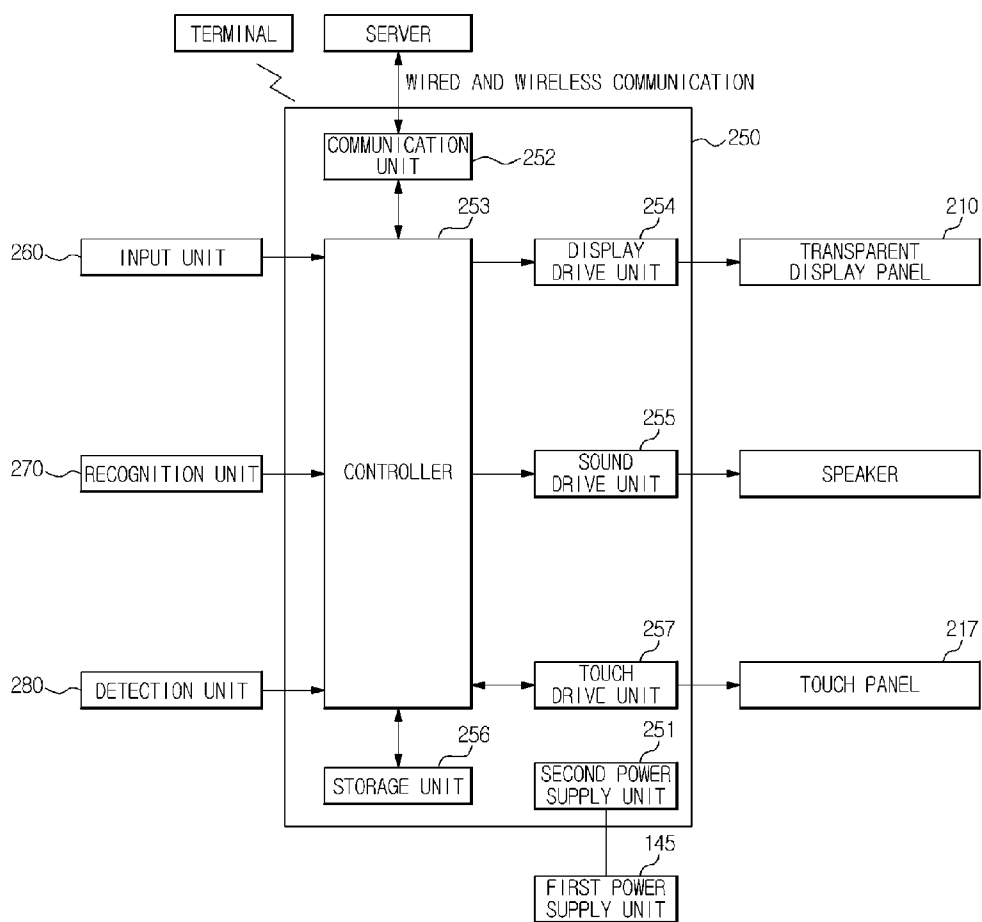 TERMINAL
SERVER
WIRED AND WIRELESS COMMUNICATION
250
COMMUNICATION
UNIT
252
253
254
210
260
INPUT UNIT
DISPLAY
DRIVE UNIT
TRANSPARENT
DISPLAY PANEL
255
270
RECOGNITION UNIT
CONTROLLER
SOUND
DRIVE UNIT
SPEAKER
257
217
280
DETECTION UNIT
TOUCH
DRIVE UNIT
TOUCH PANEL
256
251
STORAGE UNIT
SECOND POWER
SUPPLY UNIT
145
FIRST POWER
SUPPLY UNIT